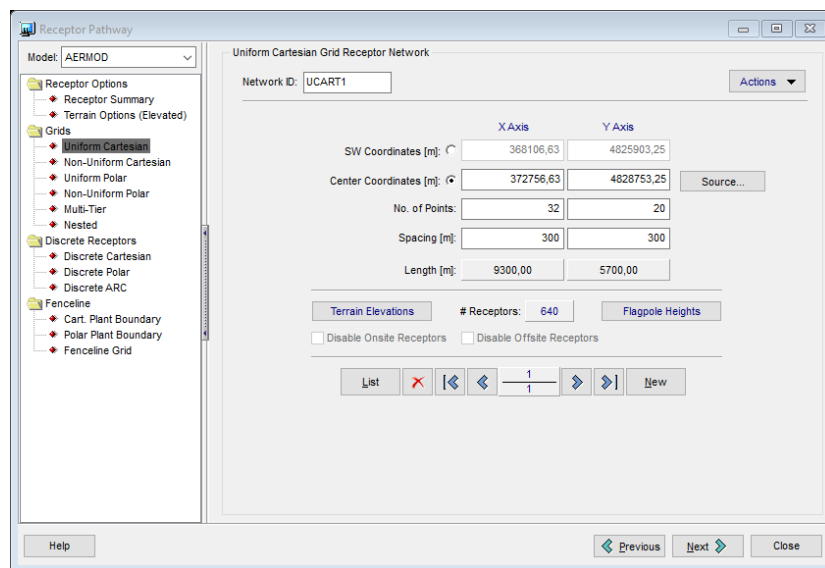 Receptor Pathway
Model: AERMOD
Receptor Options
Receptor Summary
Terrain Options (Elevated)
Grids
Uniform Cartesian
Non-Uniform Cartesian
Uniform Polar
Non-Uniform Polar
Multi-Tier
Nested
Discrete Receptors
Discrete Cartesian
Discrete Polar
Discrete ARC
Fenceline
Cart. Plant Boundary
Polar Plant Boundary
Fenceline Grid
Uniform Cartesian Grid Receptor Network
Network ID: UCART1 Actions
X Axis Y Axis
SW Coordinates [m]: 368106,63 4825903,25
Center Coordinates [m]: 372756,63 4828753,25 Source...
No. of Points: 32 20
Spacing [m]: 300 300
Length [m]: 9300,00 5700,00
Terrain Elevations # Receptors: 640 Flagpole Heights
Disable Onsite Receptors Disable Offsite Receptors
List 1 New
1
Help Previous Next Close